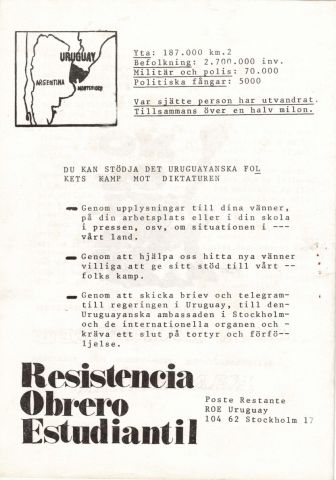 URUGUAY
ARGENTINA
MONTEVIDEO
Yta: 187.000 km.2
Befolkning: 2,700.000 inv.
Militär och polis: 70.000
Politiska fångar: 5000
Var sjätte person har utvandrat.
Tillsammans över en halv milon.
DU KAN STÖDJA DET URUGUAYANSKA FOL
KETS KAMP MOT DIKTATUREN
Genom upplysningar till dina vänner,
på din arbetsplats eller i din skola
i pressen, osv, om situationen i ---
vårt land.
Genom att hjälpa oss hitta nya vänner
villiga att ge sitt stöd till vårt --
folks kamp.
Genom att skicka briev och telegram-
till regeringen i Uruguay, till den-
Uruguayanska ambassaden i Stockholm-
och de internationella organen och -
kräva ett slut på tortyr och förfö--
ljelse.
Resistencia
Obrero
Estudiantil
Poste Restante
ROE Uruguay
104 62 Stockholm 17